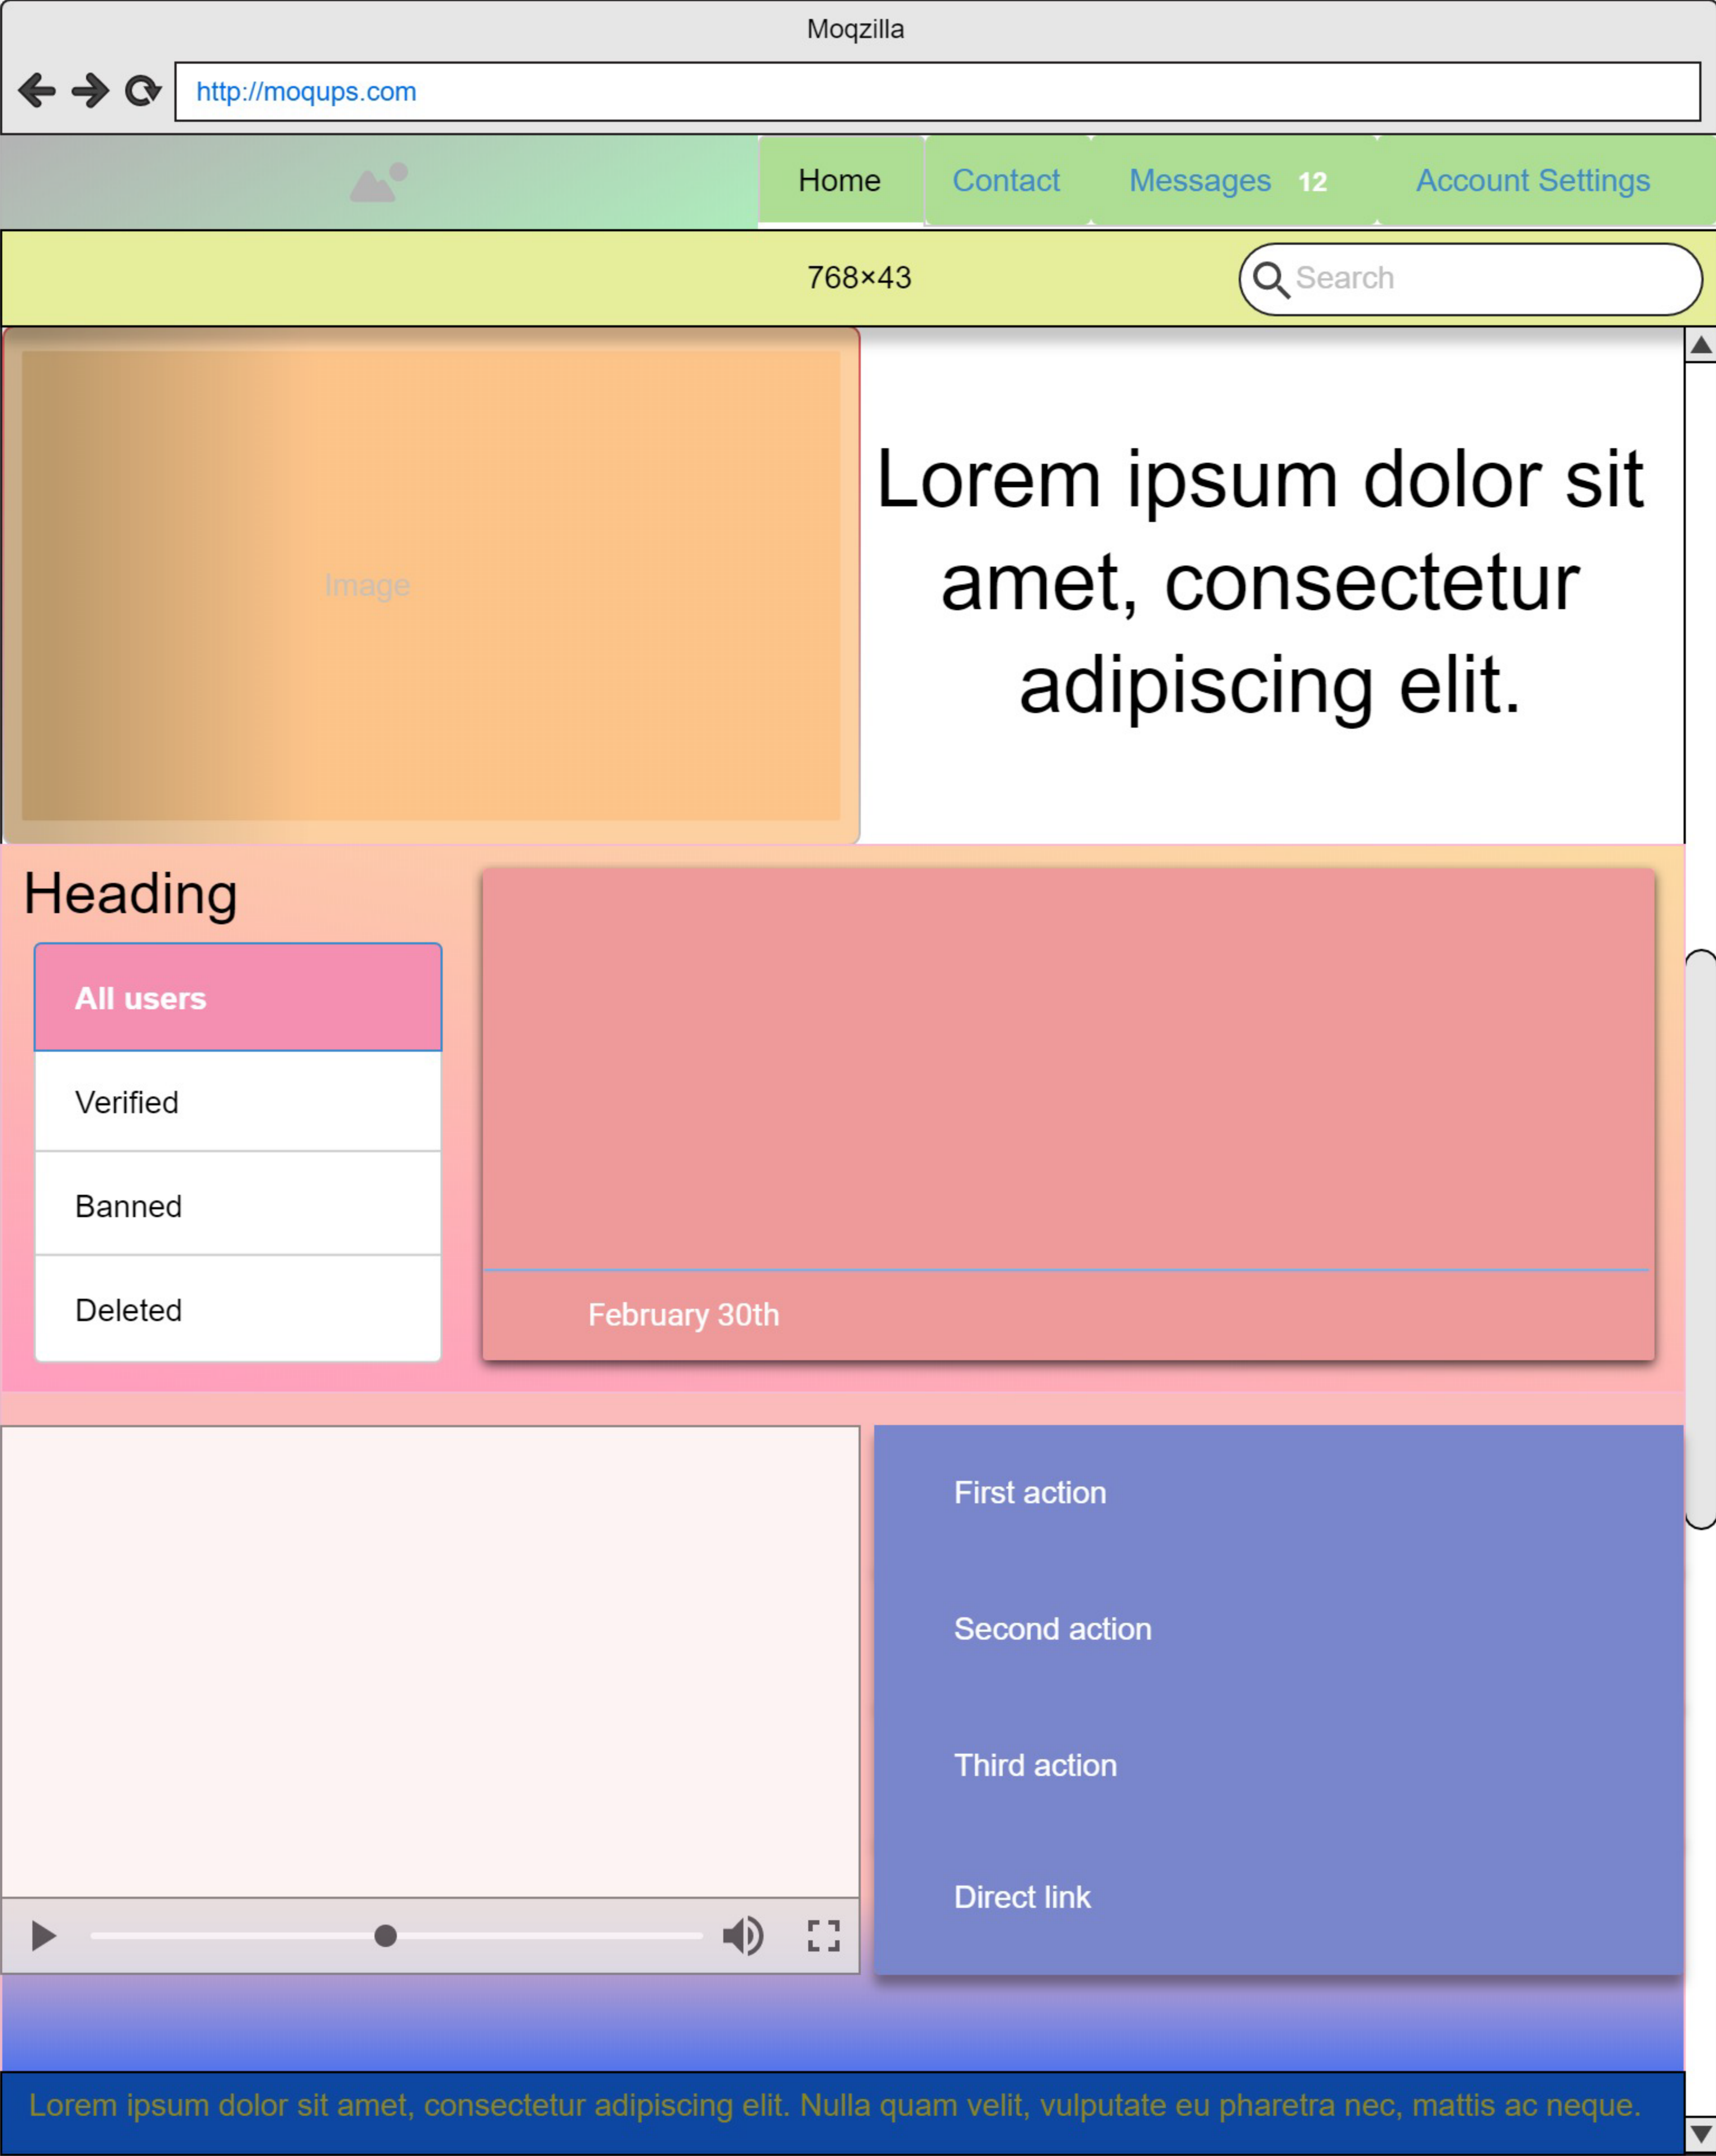 Moqzilla
http://moqups.com
Home Contact Messages 12 Account Settings
768×43
Search
Image
Lorem ipsum dolor sit
amet, consectetur
adipiscing elit.
Heading
All users
Verified
Banned
Deleted
February 30th
First action
Second action
Third action
Direct link
Lorem ipsum dolor sit amet, consectetur adipiscing elit. Nulla quam velit, vulputate eu pharetra nec, mattis ac neque.